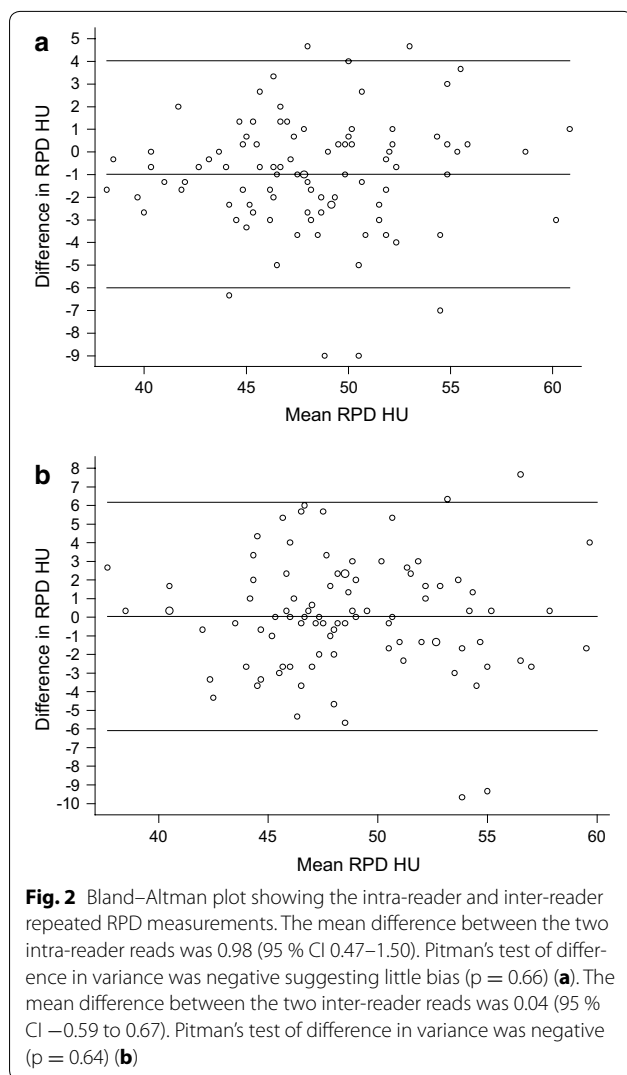 a
5
4
3
2
1
0
-1
-2
-3
-4
-5
-6
-7
-8
-9
Difference in RPD HU
40 45 50 55 60
Mean RPD HU
b
8
7
6
5
4
3
2
1
0
-1
-2
-3
-4
-5
-6
-7
-8
-9
-10
Difference in RPD HU
40 45 50 55 60
Mean RPD HU
Fig. 2 Bland–Altman plot showing the intra-reader and inter-reader
repeated RPD measurements. The mean difference between the two
intra-reader reads was 0.98 (95 % CI 0.47–1.50). Pitman’s test of differ-
ence in variance was negative suggesting little bias (p = 0.66) (a). The
mean difference between the two inter-reader reads was 0.04 (95 %
CI −0.59 to 0.67). Pitman’s test of difference in variance was negative
(p = 0.64) (b)